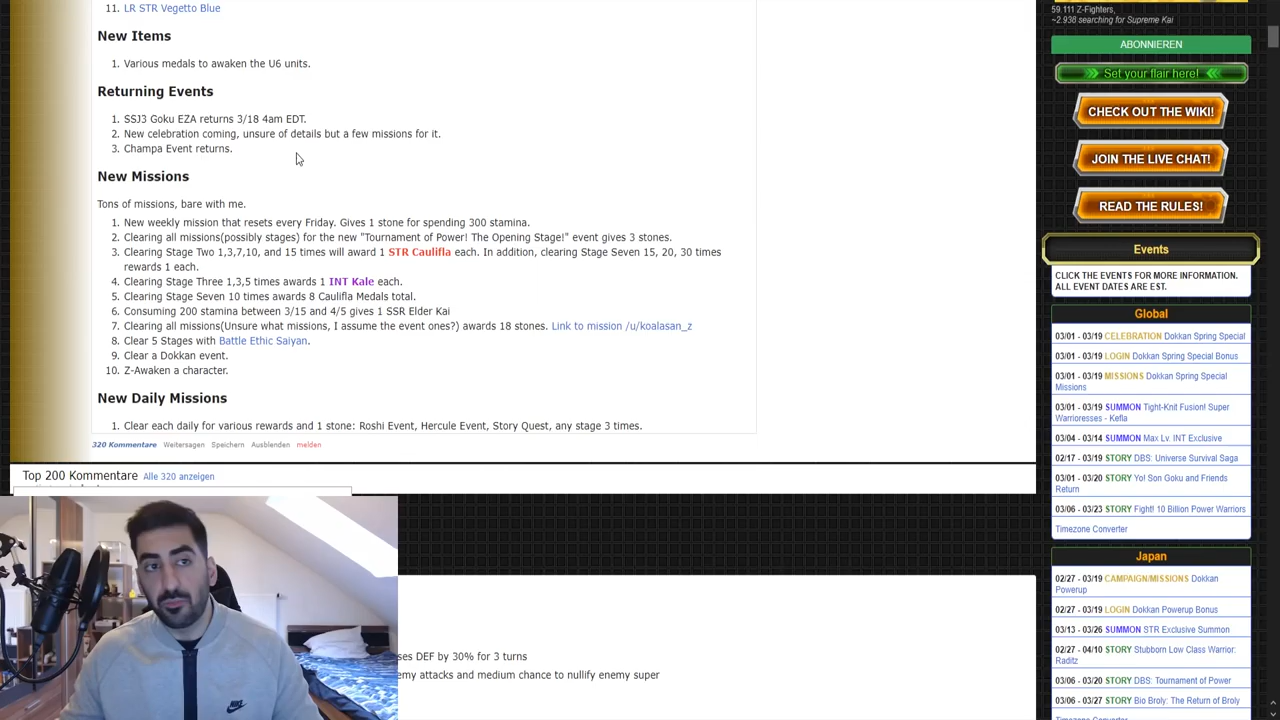 11. LR STR Vegetto Blue
New Items
1. Various medals to awaken the U6 units.
Returning Events
1. SSJ3 Goku EZA returns 3/18 4am EDT.
2. New celebration coming, unsure of details but a few missions for it.
3. Champa Event returns.
New Missions
Tons of missions, bare with me.
1. New weekly mission that resets every Friday. Gives 1 stone for spending 300 stamina.
2. Clearing all missions(possibly stages) for the new "Tournament of Power! The Opening Stage!" event gives 3 stones.
3. Clearing Stage Two 1,3,7,10, and 15 times will award 1 STR Caulifla each. In addition, clearing Stage Seven 15, 20, 30 times
rewards 1 each.
4. Clearing Stage Three 1,3,5 times awards 1 INT Kale each.
5. Clearing Stage Seven 10 times awards 8 Caulifla Medals total.
6. Consuming 200 stamina between 3/15 and 4/5 gives 1 SSR Elder Kai
7. Clearing all missions(Unsure what missions, I assume the event ones?) awards 18 stones. Link to mission /u/koalasan_z
8. Clear 5 Stages with Battle Ethic Saiyan.
9. Clear a Dokkan event.
10. Z-Awaken a character.
New Daily Missions
1. Clear each daily for various rewards and 1 stone: Roshi Event, Hercule Event, Story Quest, any stage 3 times.
320 Kommentare Weitersagen Speichern Ausblenden melden
Top 200 Kommentare Alle 320 anzeigen
ses DEF by 30% for 3 turns
emy attacks and medium chance to nullify enemy super
59.111 Z-Fighters,
~2.938 searching for Supreme Kai
ABONNIEREN
Set your flair here!
CHECK OUT THE WIKI!
JOIN THE LIVE CHAT!
READ THE RULES!
Events
CLICK THE EVENTS FOR MORE INFORMATION.
ALL EVENT DATES ARE EST.
Global
03/01 - 03/19 CELEBRATION Dokkan Spring Special
03/01 - 03/19 LOGIN Dokkan Spring Special Bonus
03/01 - 03/19 MISSIONS Dokkan Spring Special
Missions
03/01 - 03/19 SUMMON Tight-Knit Fusion! Super
Warrioresses - Kefla
03/04 - 03/14 SUMMON Max Lv. INT Exclusive
02/17 - 03/19 STORY DBS: Universe Survival Saga
03/01 - 03/20 STORY Yo! Son Goku and Friends
Return
03/06 - 03/23 STORY Fight! 10 Billion Power Warriors
Timezone Converter
Japan
02/27 - 03/19 CAMPAIGN/MISSIONS Dokkan
Powerup
02/27 - 03/19 LOGIN Dokkan Powerup Bonus
03/13 - 03/26 SUMMON STR Exclusive Summon
02/27 - 04/10 STORY Stubborn Low Class Warrior:
Raditz
03/06 - 03/20 STORY DBS: Tournament of Power
03/06 - 03/27 STORY Bio Broly: The Return of Broly
Timezone Converter